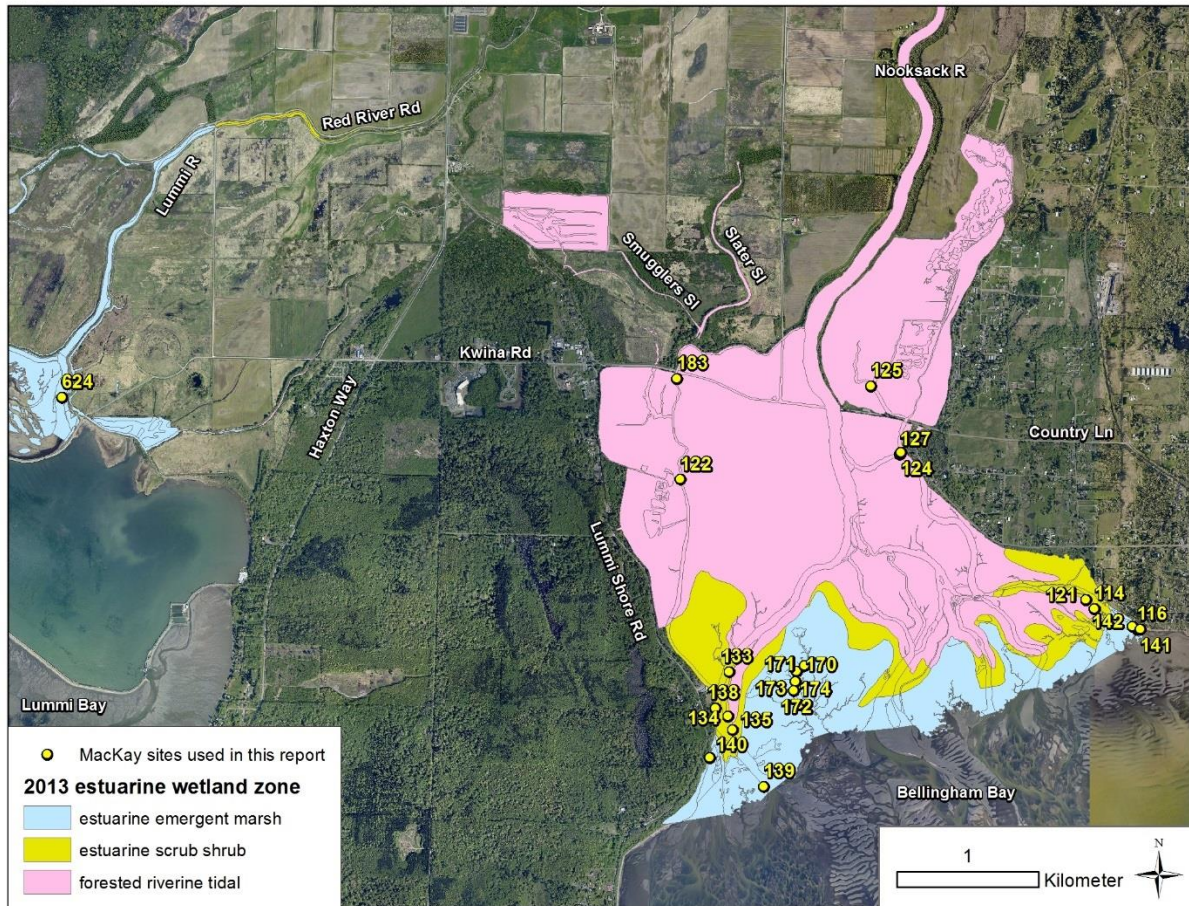 Nooksack R
Red River Rd
Lummi R
Slater Sl
Smugglers Sl
Kwina Rd
183
125
624
Haxton Way
Country Ln
127
124
122
Lummi Shore Rd
121
114
142
116
141
133
171
170
173
174
172
138
134
135
140
139
Lummi Bay
Bellingham Bay
MacKay sites used in this report
2013 estuarine wetland zone
estuarine emergent marsh
estuarine scrub shrub
forested riverine tidal
N
1
Kilometer